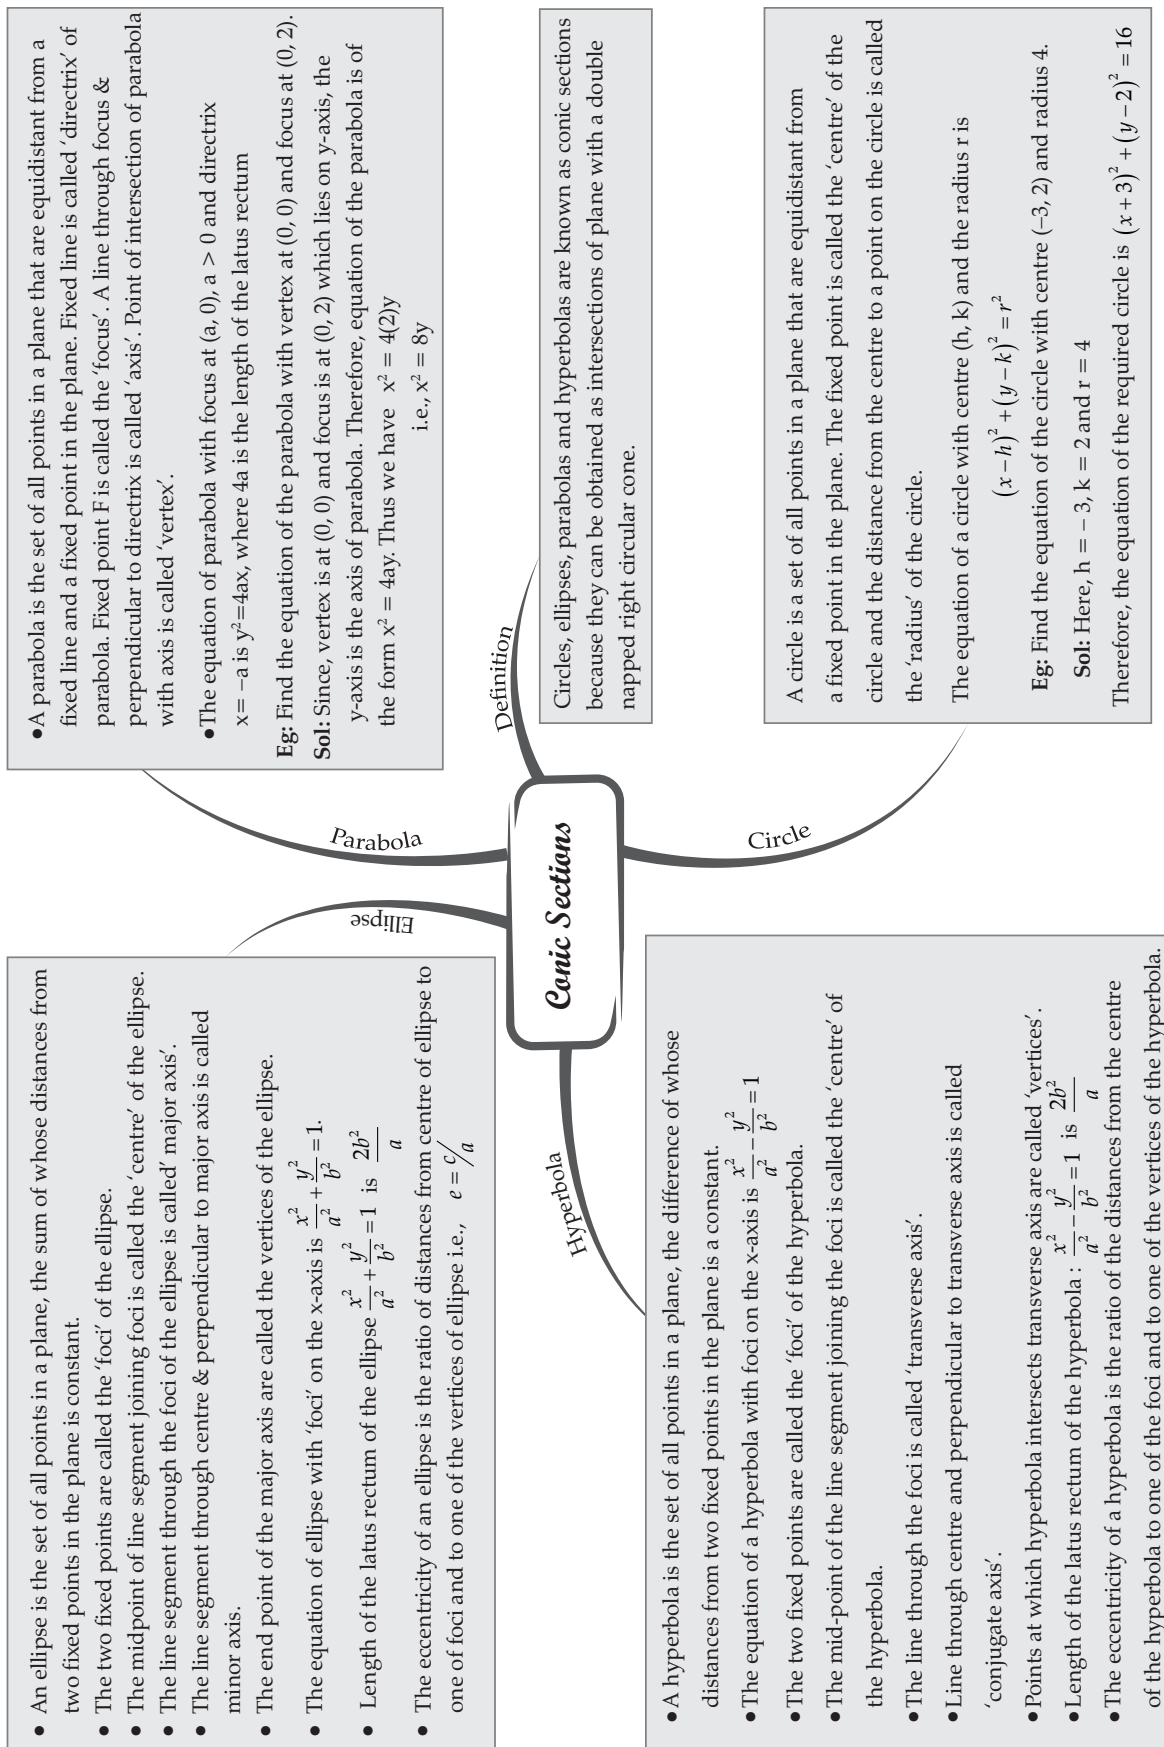 Conic Sections
Definition
Circles, ellipses, parabolas and hyperbolas are known as conic sections
because they can be obtained as intersections of plane with a double
napped right circular cone.
Parabola
●A parabola is the set of all points in a plane that are equidistant from a
fixed line and a fixed point in the plane. Fixed line is called ‘directrix’ of
parabola. Fixed point F is called the ‘focus’. A line through focus &
perpendicular to directrix is called ‘axis’. Point of intersection of parabola
with axis is called ‘vertex’.
●The equation of parabola with focus at (a, 0), a > 0 and directrix
x= −a is y²=4ax, where 4a is the length of the latus rectum
Eg: Find the equation of the parabola with vertex at (0, 0) and focus at (0, 2).
Sol: Since, vertex is at (0, 0) and focus is at (0, 2) which lies on y-axis, the
y-axis is the axis of parabola. Therefore, equation of the parabola is of
the form x² = 4ay. Thus we have x² = 4(2)y
i.e., x² = 8y
Circle
A circle is a set of all points in a plane that are equidistant from
a fixed point in the plane. The fixed point is called the ‘centre’ of the
circle and the distance from the centre to a point on the circle is called
the ‘radius’ of the circle.
The equation of a circle with centre (h, k) and the radius r is
(x−h)² + (y−k)² = r²
Eg: Find the equation of the circle with centre (−3, 2) and radius 4.
Sol: Here, h = − 3, k = 2 and r = 4
Therefore, the equation of the required circle is (x+3)² + (y−2)² = 16
Ellipse
● An ellipse is the set of all points in a plane, the sum of whose distances from
two fixed points in the plane is constant.
● The two fixed points are called the ‘foci’ of the ellipse.
● The midpoint of line segment joining foci is called the ‘centre’ of the ellipse.
● The line segment through the foci of the ellipse is called’ major axis’.
● The line segment through centre & perpendicular to major axis is called
minor axis.
● The end point of the major axis are called the vertices of the ellipse.
● The equation of ellipse with ‘foci’ on the x-axis is x²/a² + y²/b² = 1.
● Length of the latus rectum of the ellipse x²/a² + y²/b² = 1 is 2b²/a
● The eccentricity of an ellipse is the ratio of distances from centre of ellipse to
one of foci and to one of the vertices of ellipse i.e., e = c/a
Hyperbola
●A hyperbola is the set of all points in a plane, the difference of whose
distances from two fixed points in the plane is a constant.
●The equation of a hyperbola with foci on the x-axis is x²/a² − y²/b² = 1
●The two fixed points are called the ‘foci’ of the hyperbola.
●The mid-point of the line segment joining the foci is called the ‘centre’ of
the hyperbola.
●The line through the foci is called ‘transverse axis’.
●Line through centre and perpendicular to transverse axis is called
‘conjugate axis’.
●Points at which hyperbola intersects transverse axis are called ‘vertices’.
●Length of the latus rectum of the hyperbola : x²/a² − y²/b² = 1 is 2b²/a
●The eccentricity of a hyperbola is the ratio of the distances from the centre
of the hyperbola to one of the foci and to one of the vertices of the hyperbola.